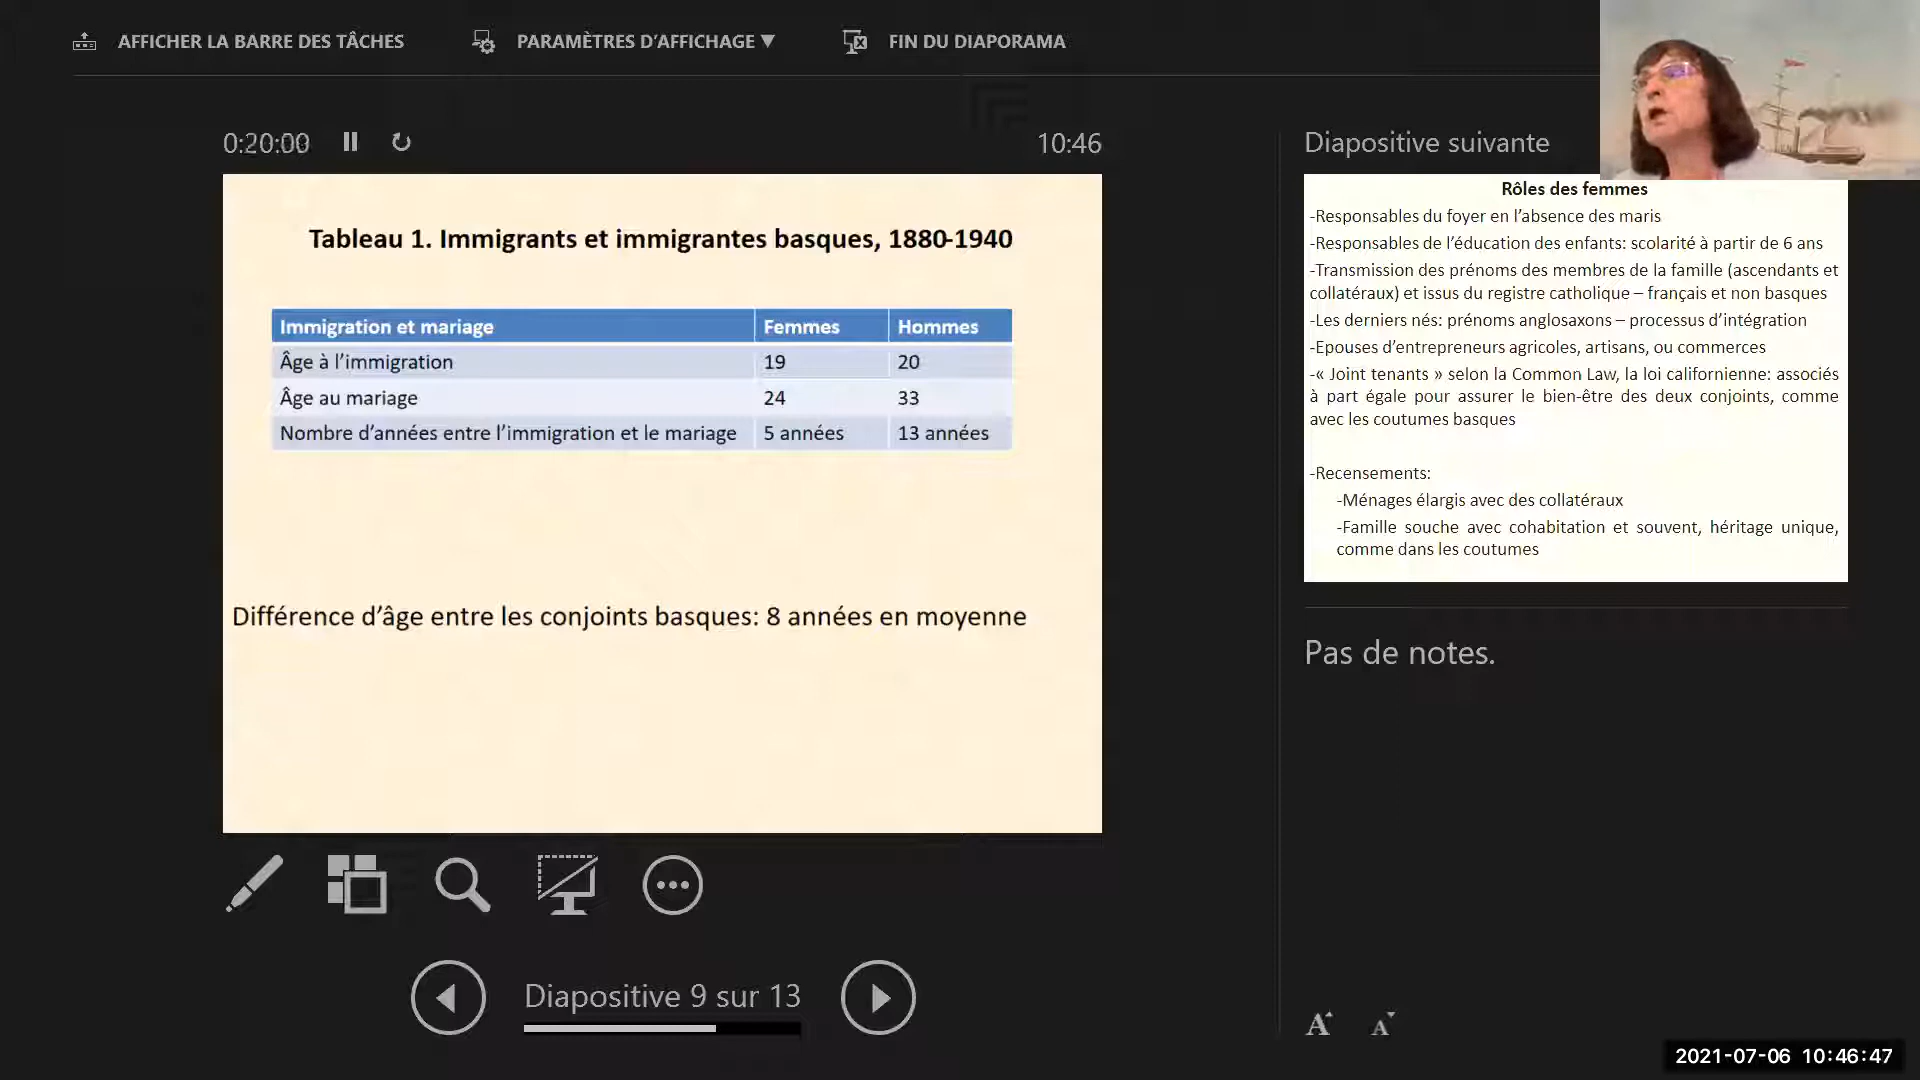 AFFICHER LA BARRE DES TÂCHES
PARAMÈTRES D'AFFICHAGE ▼
FIN DU DIAPORAMA
0:20:00
10:46
Tableau 1. Immigrants et immigrantes basques, 1880-1940
Immigration et mariage Femmes Hommes
Âge à l'immigration 19 20
Âge au mariage 24 33
Nombre d'années entre l'immigration et le mariage 5 années 13 années
Différence d'âge entre les conjoints basques: 8 années en moyenne
Diapositive 9 sur 13
Diapositive suivante
Rôles des femmes
-Responsables du foyer en l'absence des maris
-Responsables de l'éducation des enfants: scolarité à partir de 6 ans
-Transmission des prénoms des membres de la famille (ascendants et
collatéraux) et issus du registre catholique – français et non basques
-Les derniers nés: prénoms anglosaxons – processus d'intégration
-Epouses d'entrepreneurs agricoles, artisans, ou commerces
-« Joint tenants » selon la Common Law, la loi californienne: associés
à part égale pour assurer le bien-être des deux conjoints, comme
avec les coutumes basques
-Recensements:
-Ménages élargis avec des collatéraux
-Famille souche avec cohabitation et souvent, héritage unique,
comme dans les coutumes
Pas de notes.
A A
2021-07-06 10:46:47